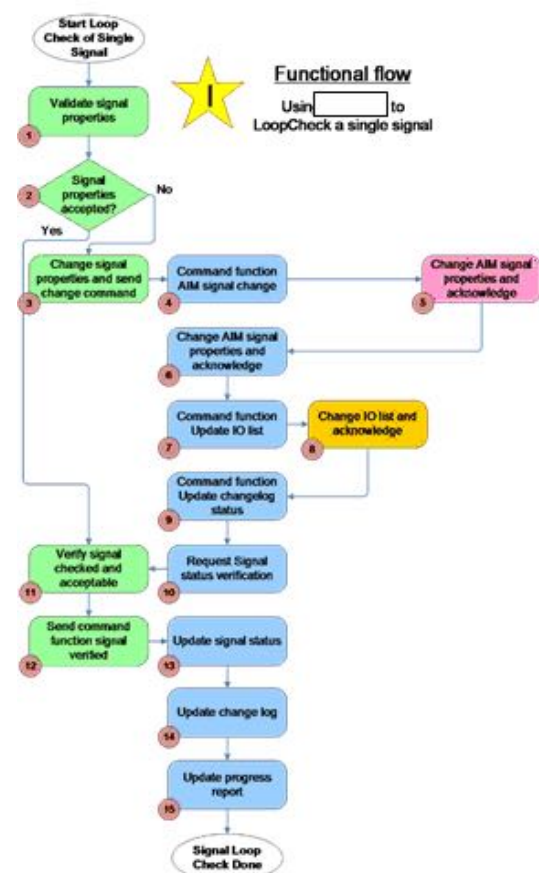 Start Loop
Check of Single
Signal
I
Functional flow
Usin to
LoopCheck a single signal
Validate signal
properties
1
Signal
properties
accepted?
2
No
Yes
Change signal
properties and send
change command
3
Command function
AIM signal change
4
Change AIM signal
properties and
acknowledge
5
Change AIM signal
properties and
acknowledge
6
Command function
Update IO list
7
Change IO list and
acknowledge
8
Command function
Update changelog
status
9
Verify signal
checked and
acceptable
11
Request Signal
status verification
10
Send command
function signal
verified
12
Update signal status
13
Update change log
14
Update progress
report
15
Signal Loop
Check Done